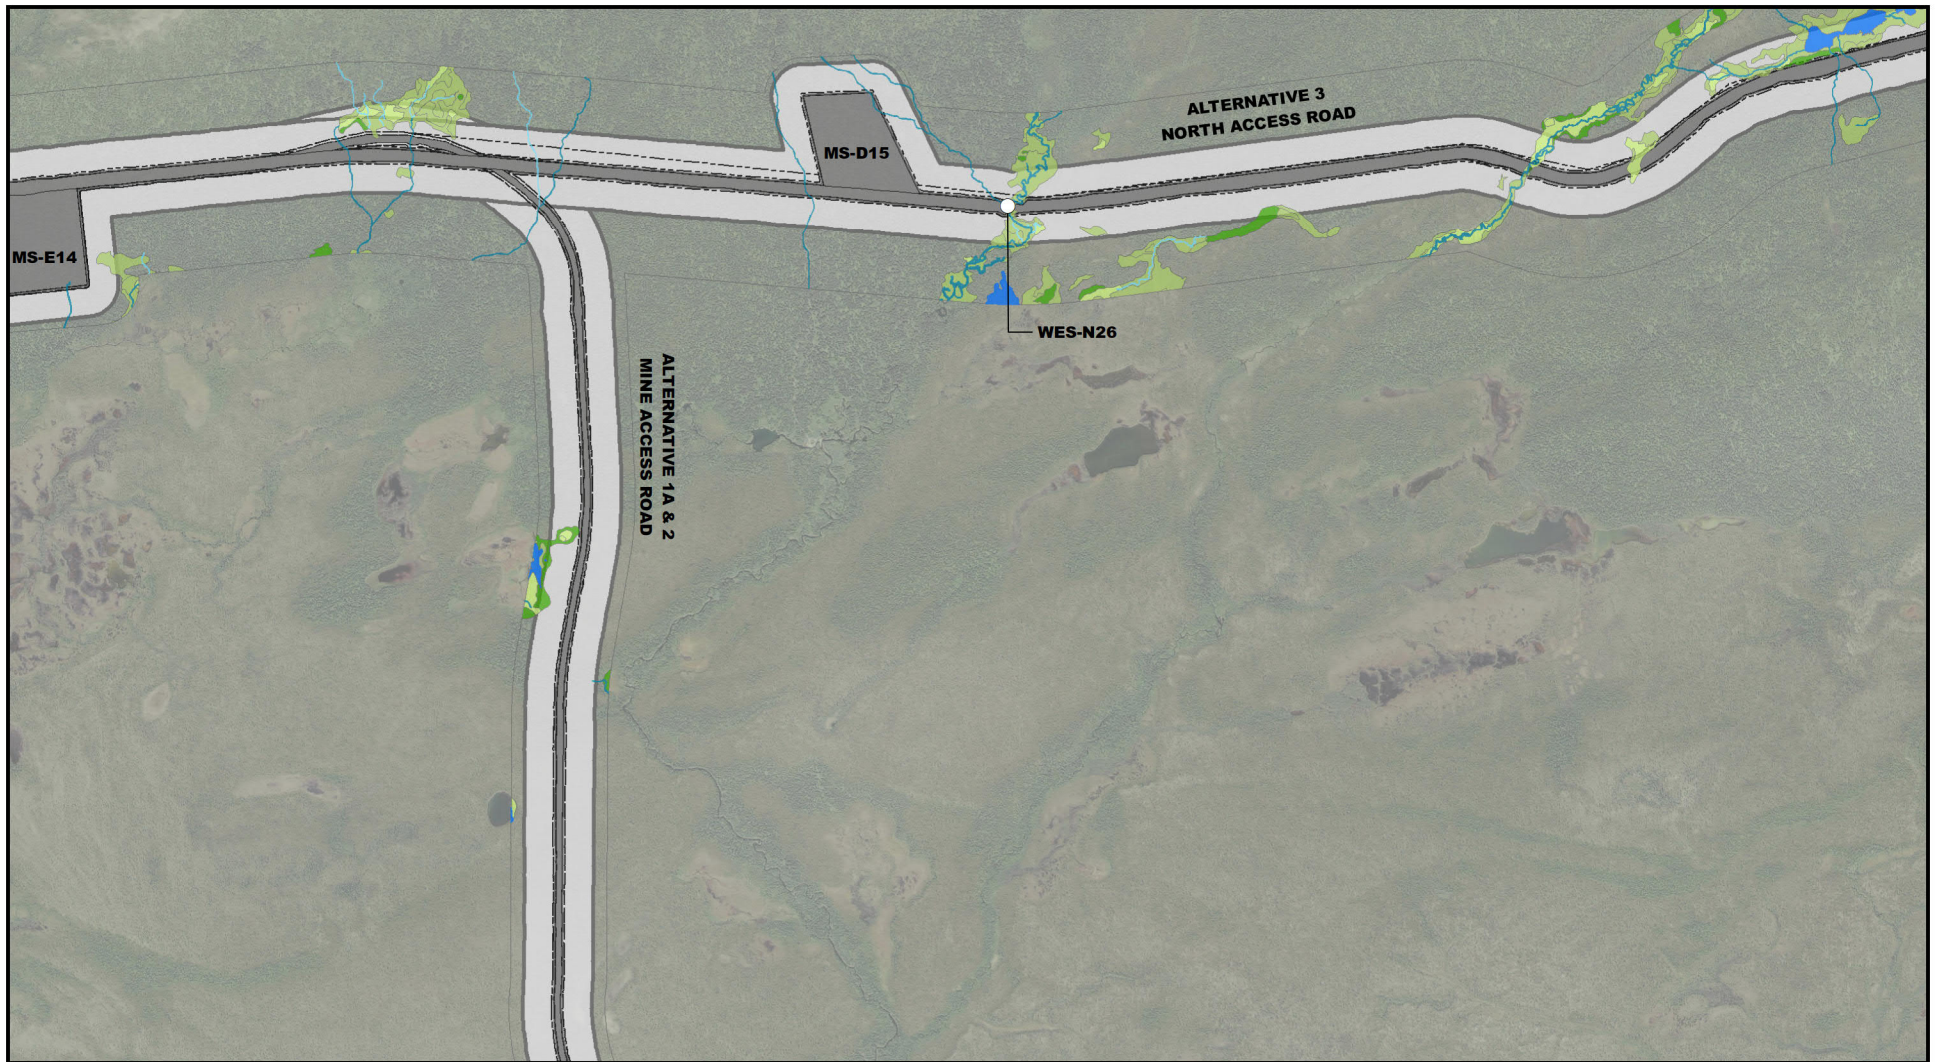 ALTERNATIVE 3
NORTH ACCESS ROAD
MS-D15
MS-E14
WES-N26
ALTERNATIVE 1A & 2
MINE ACCESS ROAD